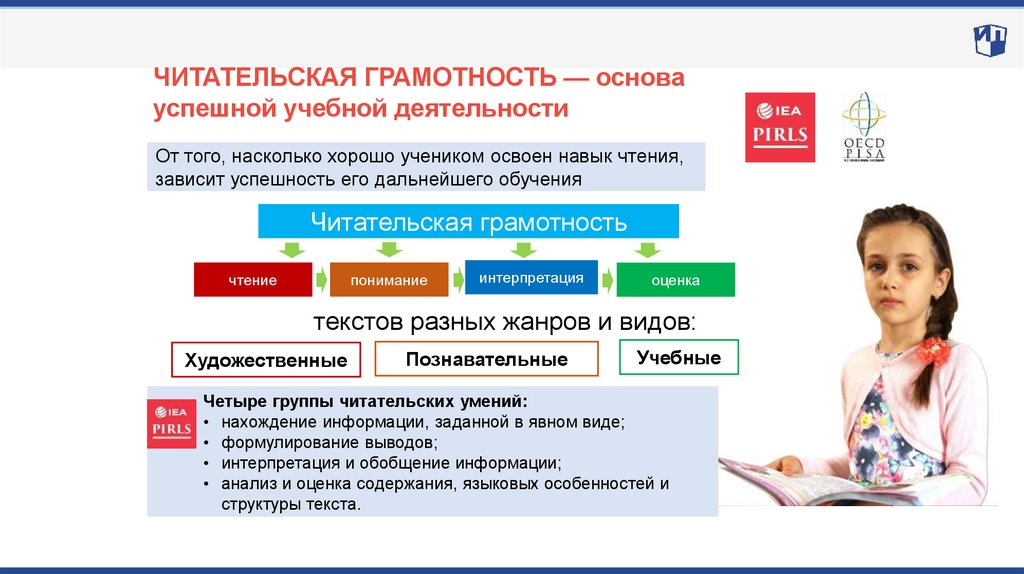 ИП
ЧИТАТЕЛЬСКАЯ ГРАМОТНОСТЬ — основа
успешной учебной деятельности
IEA
PIRLS
OECD
PISA
От того, насколько хорошо учеником освоен навык чтения,
зависит успешность его дальнейшего обучения
Читательская грамотность
чтение
понимание
интерпретация
оценка
текстов разных жанров и видов:
Художественные
Познавательные
Учебные
IEA
PIRLS
Четыре группы читательских умений:
• нахождение информации, заданной в явном виде;
• формулирование выводов;
• интерпретация и обобщение информации;
• анализ и оценка содержания, языковых особенностей и
структуры текста.